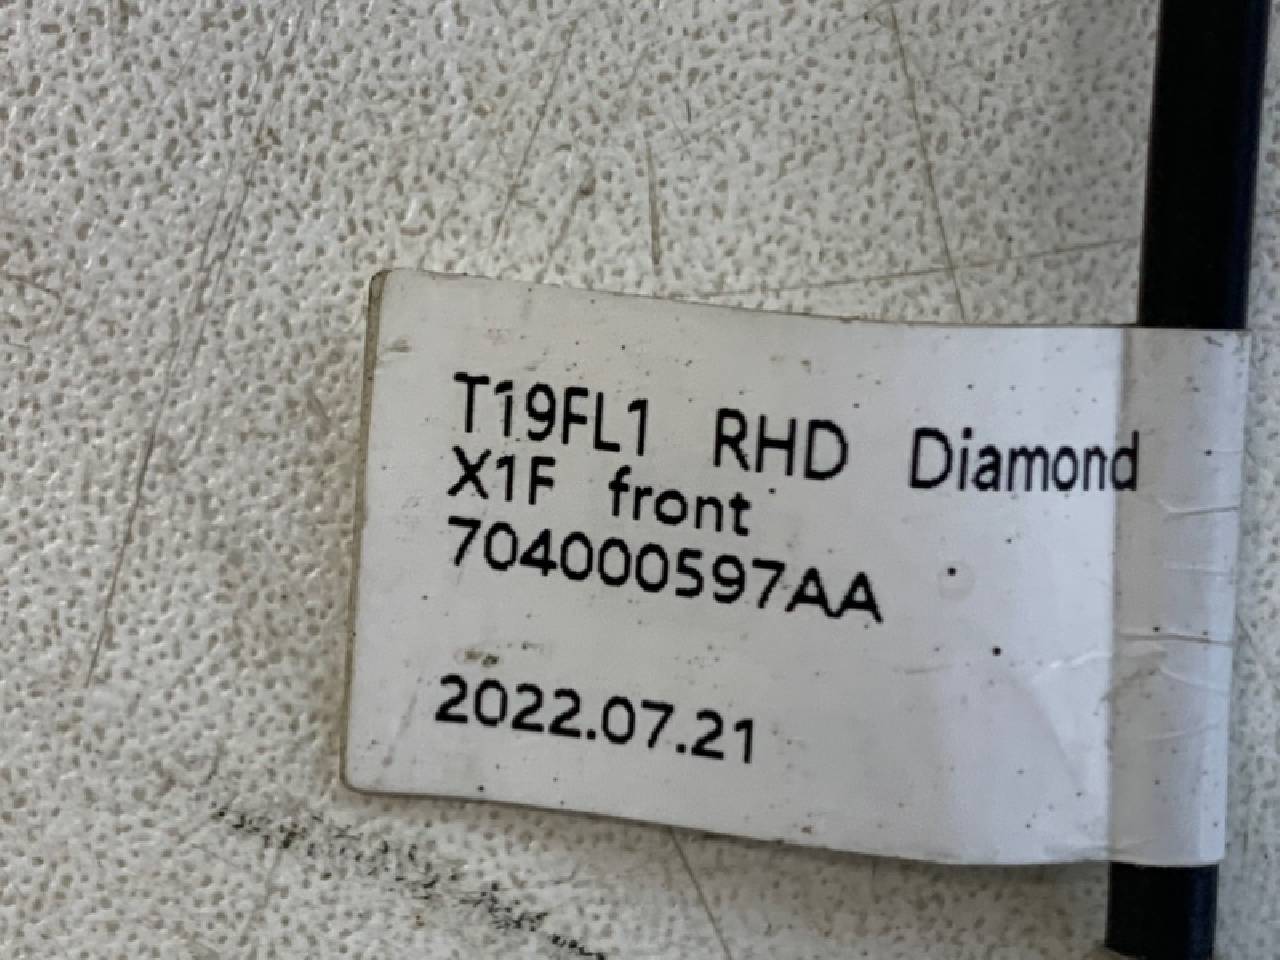 T19FL1 RHD Diamond
X1F front
704000597AA
2022.07.21